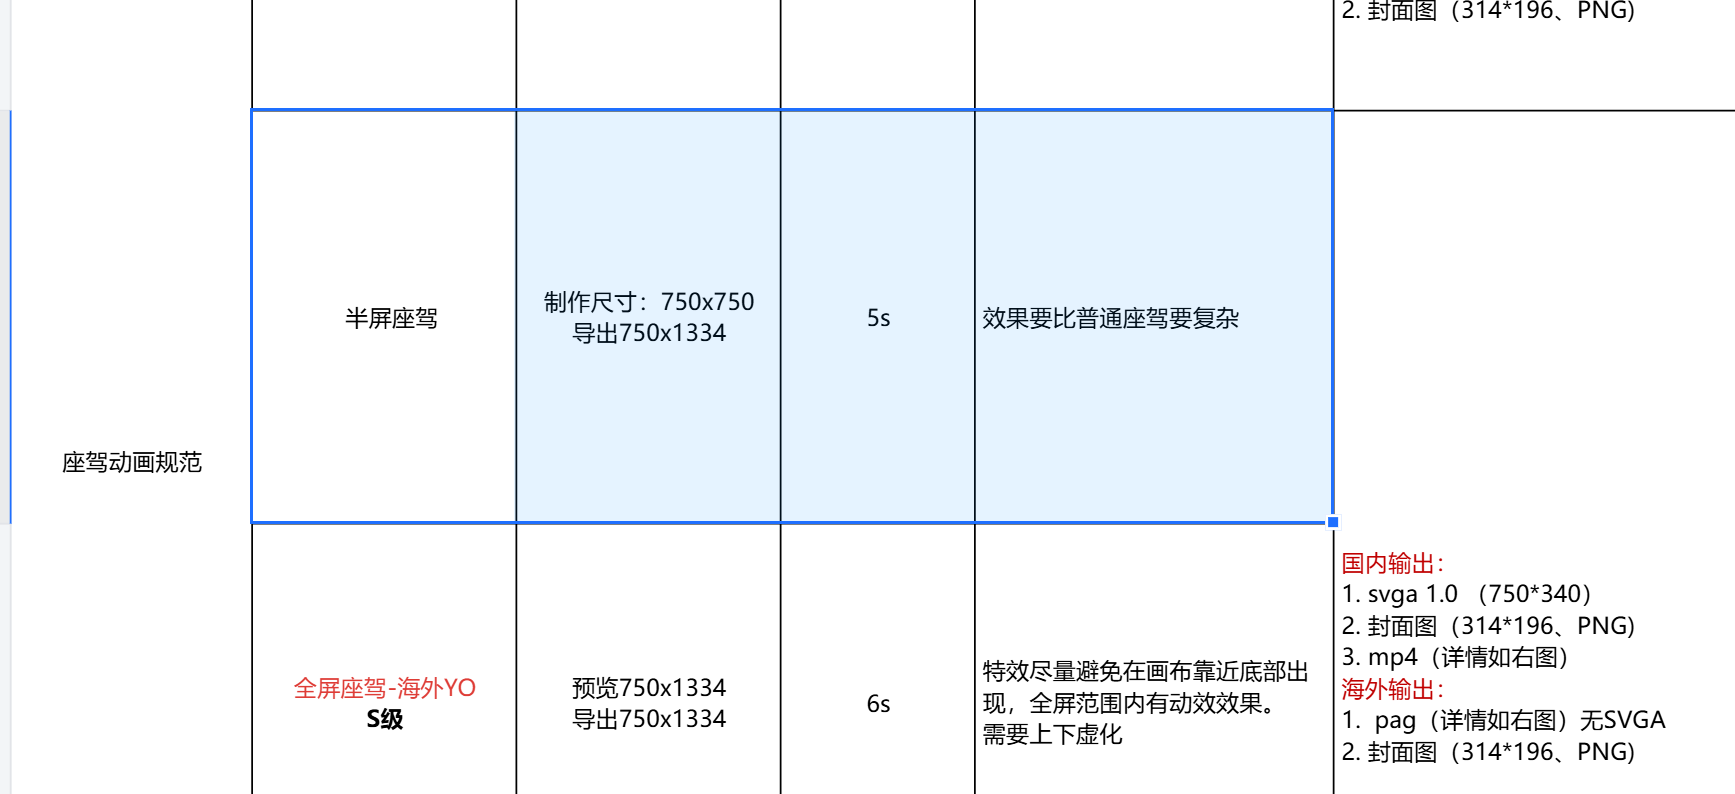 2. 封面图（314*196、PNG)
座驾动画规范
半屏座驾
制作尺寸：750x750
导出750x1334
5s
效果要比普通座驾要复杂
全屏座驾-海外YO
S级
预览750x1334
导出750x1334
6s
特效尽量避免在画布靠近底部出
现，全屏范围内有动效效果。
需要上下虚化
国内输出：
1. svga 1.0 （750*340）
2. 封面图（314*196、PNG)
3. mp4（详情如右图）
海外输出：
1.  pag（详情如右图）无SVGA
2. 封面图（314*196、PNG)